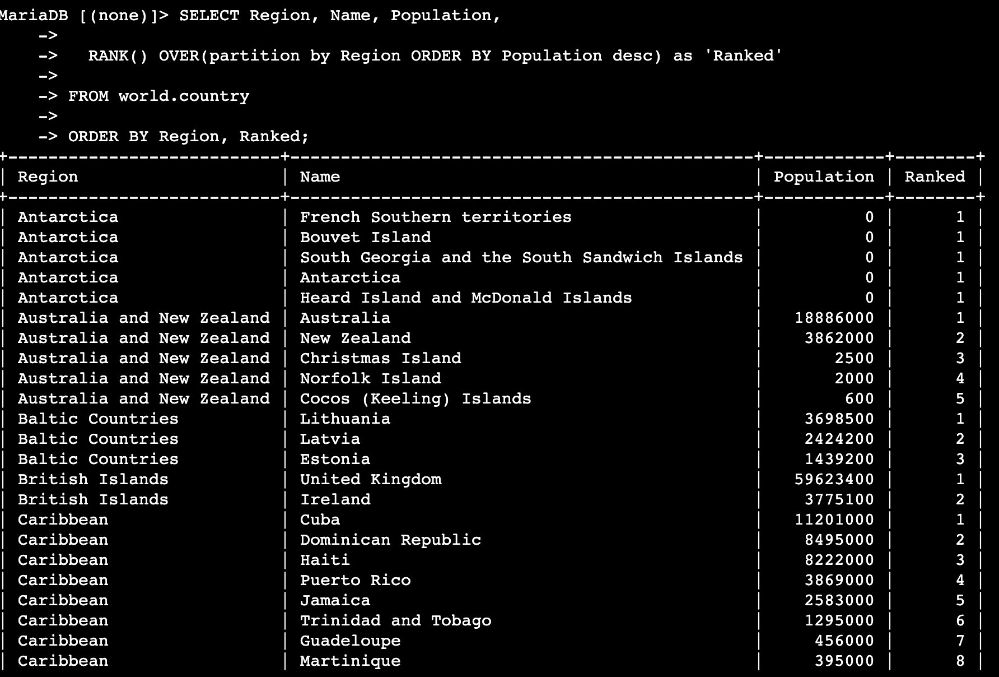 MariaDB [(none)]> SELECT Region, Name, Population,
    ->
    ->   RANK() OVER(partition by Region ORDER BY Population desc) as 'Ranked'
    ->
    -> FROM world.country
    ->
    -> ORDER BY Region, Ranked;
+---------------------------+----------------------------------------------+------------+--------+
| Region                    | Name                                         | Population | Ranked |
+---------------------------+----------------------------------------------+------------+--------+
| Antarctica                | French Southern territories                  |          0 |      1 |
| Antarctica                | Bouvet Island                                |          0 |      1 |
| Antarctica                | South Georgia and the South Sandwich Islands |          0 |      1 |
| Antarctica                | Antarctica                                   |          0 |      1 |
| Antarctica                | Heard Island and McDonald Islands            |          0 |      1 |
| Australia and New Zealand | Australia                                    |   18886000 |      1 |
| Australia and New Zealand | New Zealand                                  |    3862000 |      2 |
| Australia and New Zealand | Christmas Island                             |       2500 |      3 |
| Australia and New Zealand | Norfolk Island                               |       2000 |      4 |
| Australia and New Zealand | Cocos (Keeling) Islands                      |        600 |      5 |
| Baltic Countries          | Lithuania                                    |    3698500 |      1 |
| Baltic Countries          | Latvia                                       |    2424200 |      2 |
| Baltic Countries          | Estonia                                      |    1439200 |      3 |
| British Islands           | United Kingdom                               |   59623400 |      1 |
| British Islands           | Ireland                                      |    3775100 |      2 |
| Caribbean                 | Cuba                                         |   11201000 |      1 |
| Caribbean                 | Dominican Republic                           |    8495000 |      2 |
| Caribbean                 | Haiti                                        |    8222000 |      3 |
| Caribbean                 | Puerto Rico                                  |    3869000 |      4 |
| Caribbean                 | Jamaica                                      |    2583000 |      5 |
| Caribbean                 | Trinidad and Tobago                          |    1295000 |      6 |
| Caribbean                 | Guadeloupe                                   |     456000 |      7 |
| Caribbean                 | Martinique                                   |     395000 |      8 |